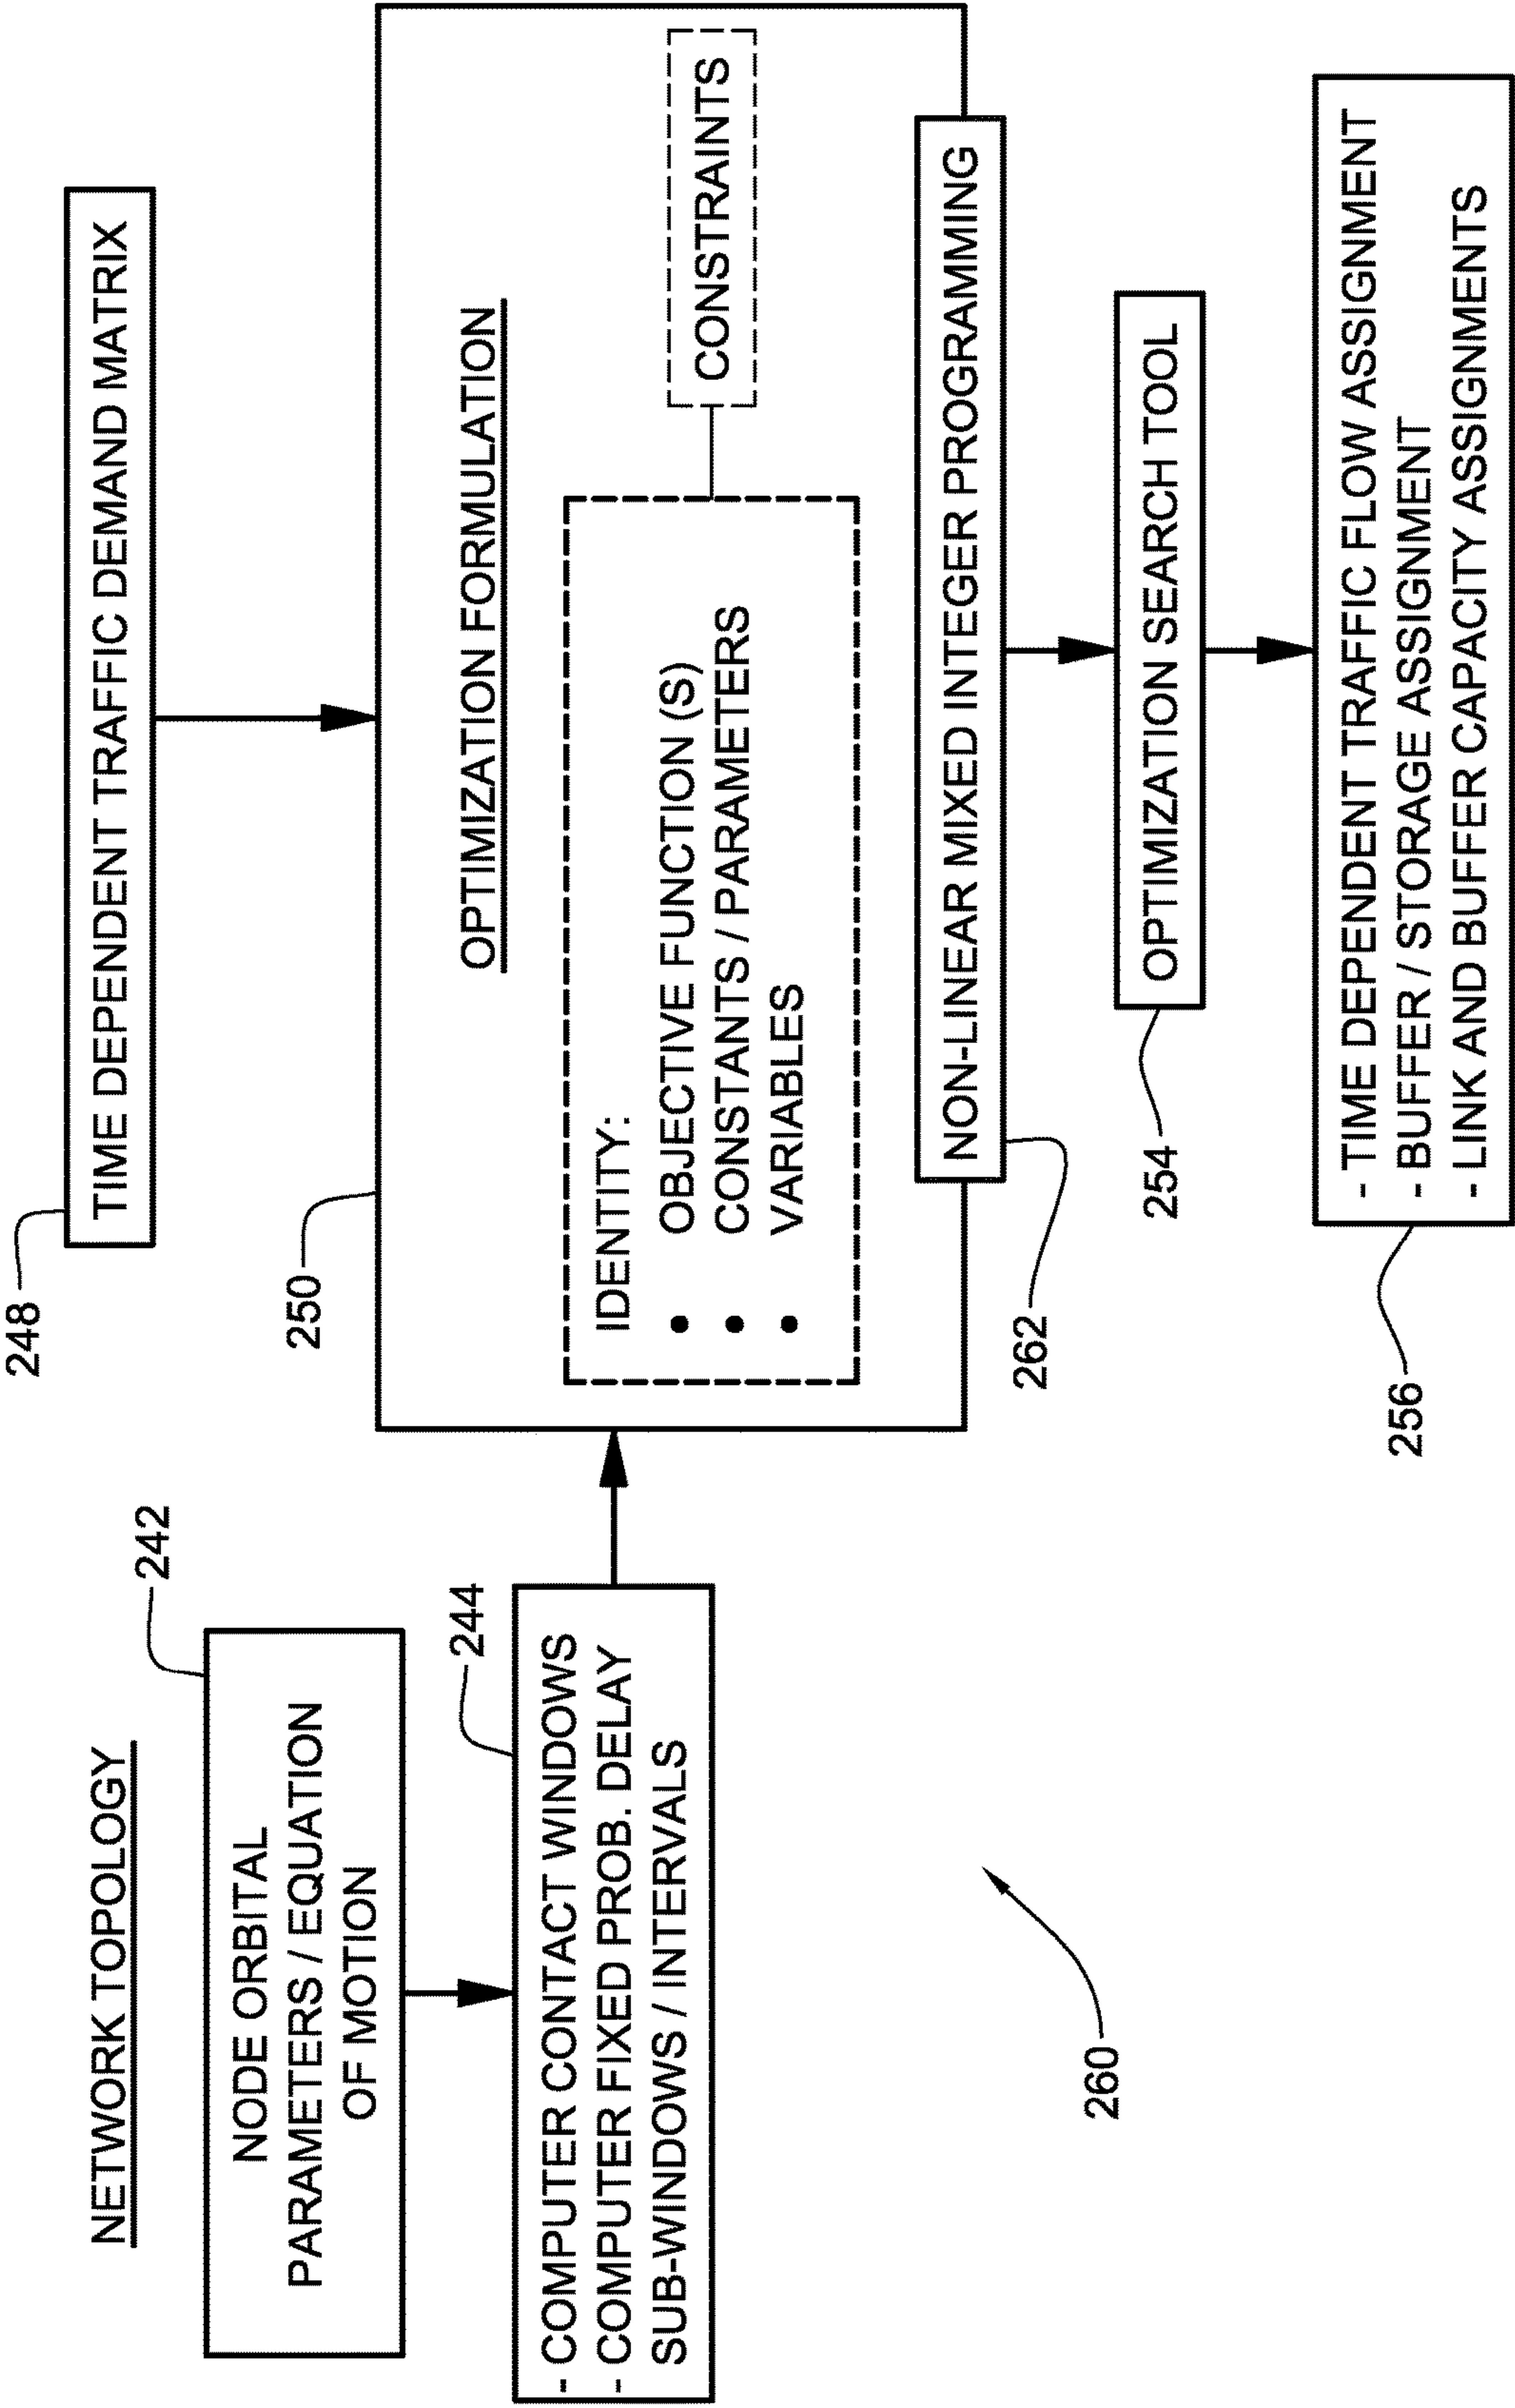 NETWORK TOPOLOGY
242
NODE ORBITAL
PARAMETERS / EQUATION
OF MOTION
244
- COMPUTER CONTACT WINDOWS
- COMPUTER FIXED PROB. DELAY
SUB-WINDOWS / INTERVALS
260
248
TIME DEPENDENT TRAFFIC DEMAND MATRIX
250
OPTIMIZATION FORMULATION
IDENTITY:
• OBJECTIVE FUNCTION (S)
• CONSTANTS / PARAMETERS
• VARIABLES
CONSTRAINTS
262
NON-LINEAR MIXED INTEGER PROGRAMMING
254
OPTIMIZATION SEARCH TOOL
256
- TIME DEPENDENT TRAFFIC FLOW ASSIGNMENT
- BUFFER / STORAGE ASSIGNMENT
- LINK AND BUFFER CAPACITY ASSIGNMENTS